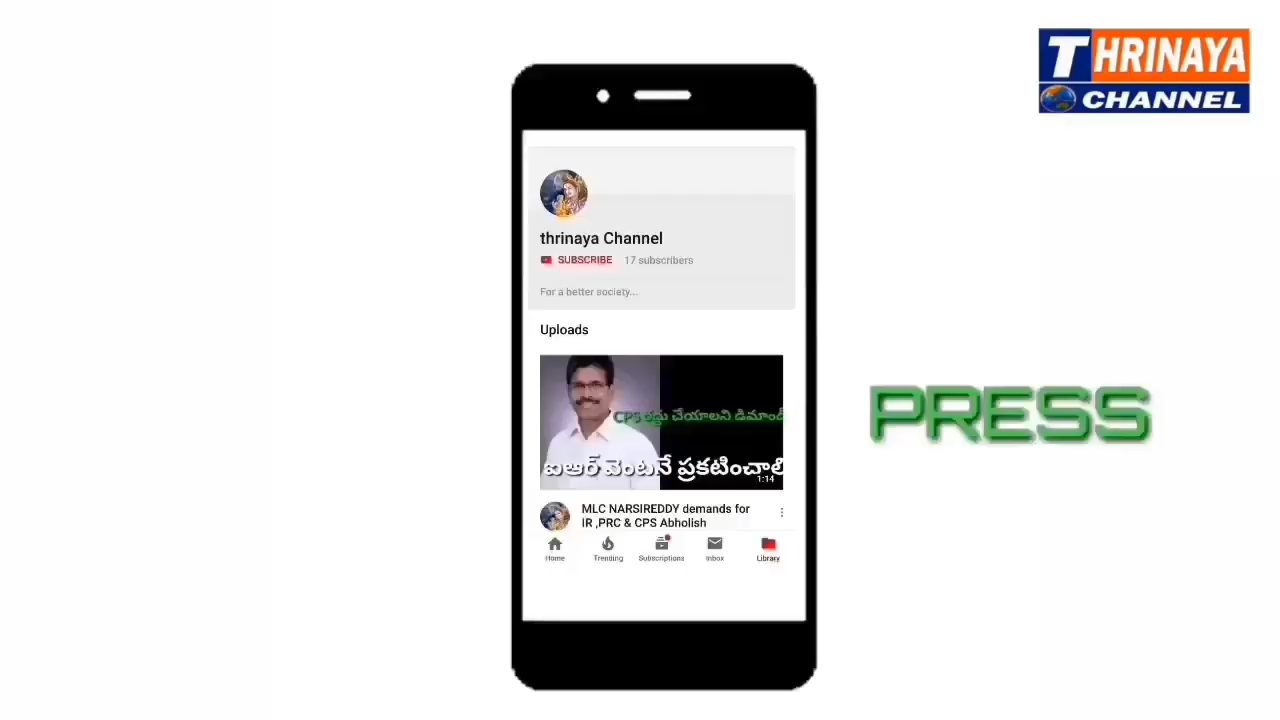 THRINAYA
CHANNEL
thrinaya Channel
SUBSCRIBE 17 subscribers
For a better society...
Uploads
CPS రద్దు చేయాలని డిమాండ్
ఐఆర్ వెంటనే ప్రకటించాలి
1:14
MLC NARSIREDDY demands for
IR ,PRC & CPS Abholish
Home Trending Subscriptions Inbox Library
PRESS